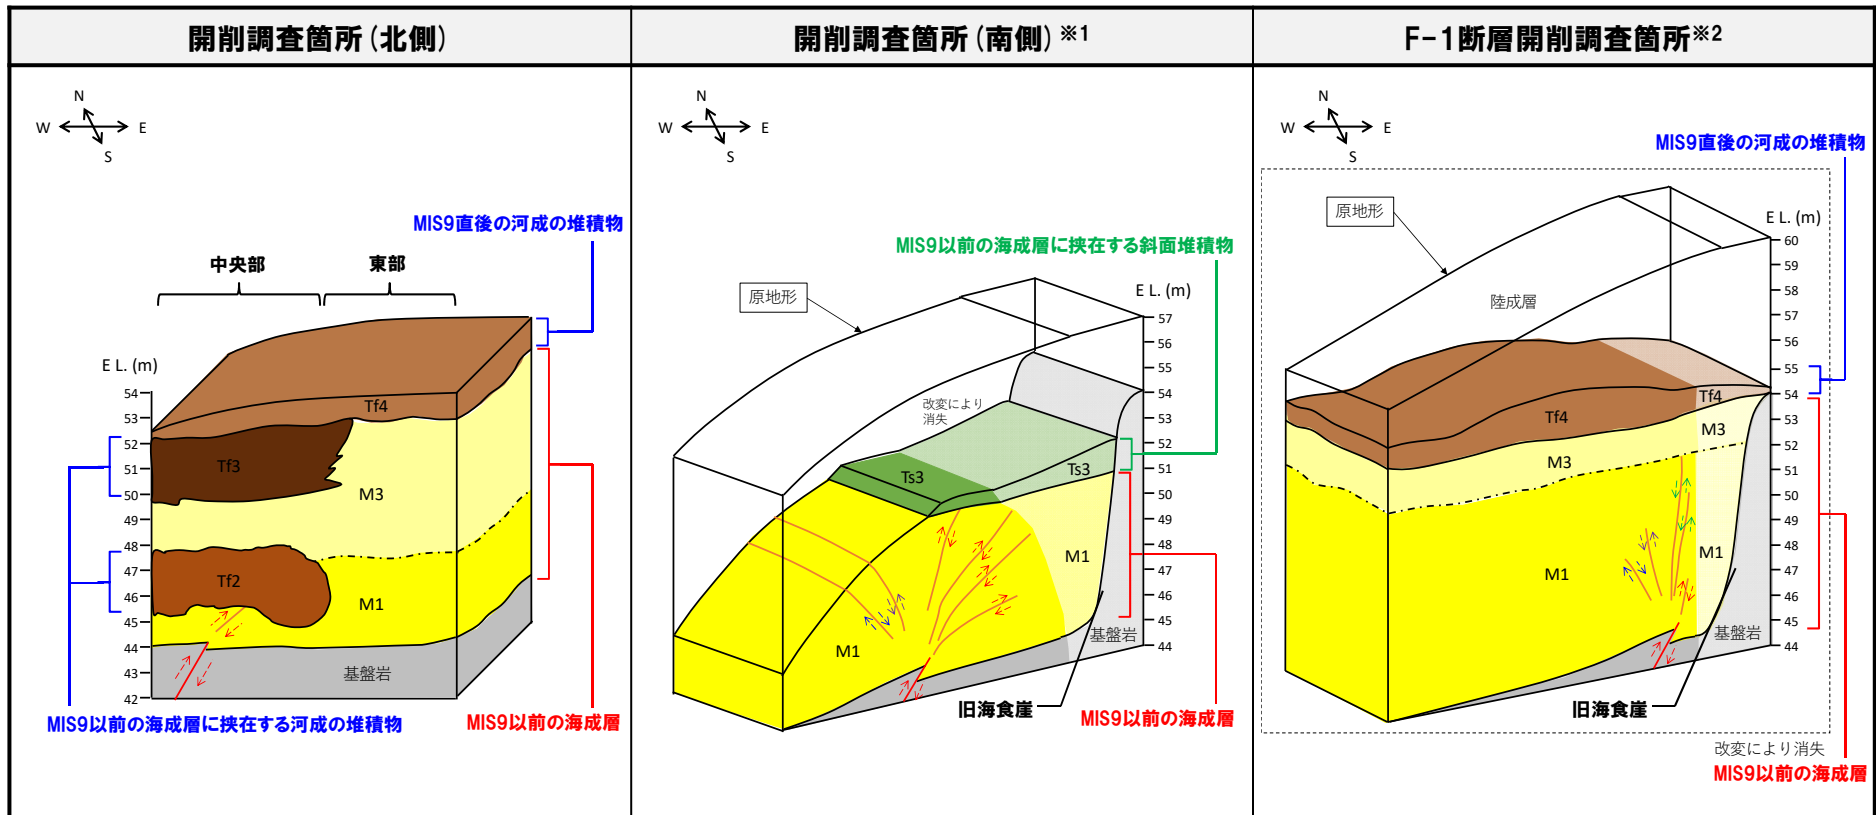 開削調査箇所(北側)
開削調査箇所(南側)※1
F-1断層開削調査箇所※2
N
W
E
S
MIS9直後の河成の堆積物
中央部
東部
E L. (m)
54
53
52
51
50
49
48
47
46
45
44
43
42
Tf4
Tf3
M3
Tf2
M1
基盤岩
MIS9以前の海成層に挟在する河成の堆積物
MIS9以前の海成層
N
W
E
S
MIS9以前の海成層に挟在する斜面堆積物
原地形
E L. (m)
57
56
55
54
53
52
51
50
49
48
47
46
45
44
改変により
消失
Ts3
Ts3
M1
M1
基盤岩
旧海食崖
MIS9以前の海成層
N
W
E
S
MIS9直後の河成の堆積物
原地形
E L. (m)
60
59
58
57
56
55
54
53
52
51
50
49
48
47
46
45
44
陸成層
Tf4
Tf4
M3
M3
M1
M1
基盤岩
旧海食崖
改変により消失
MIS9以前の海成層